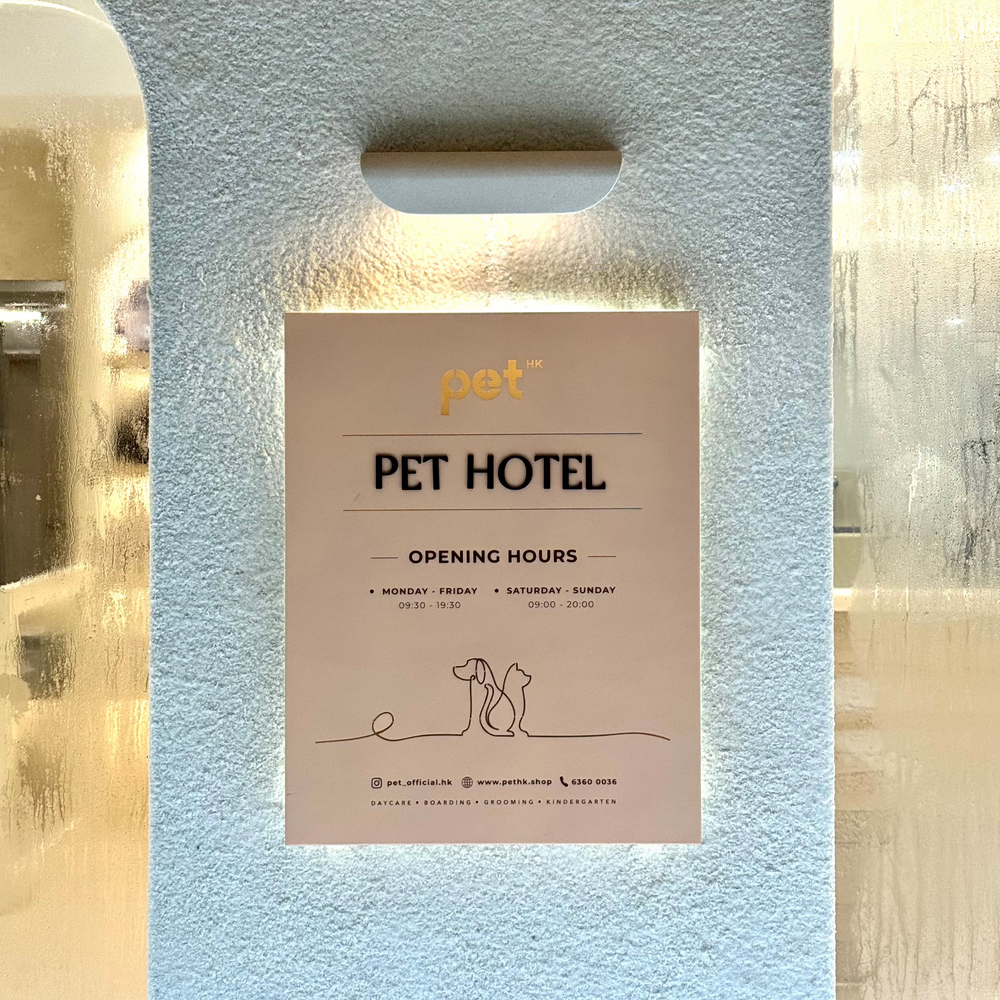 pet HK
PET HOTEL
OPENING HOURS
• MONDAY - FRIDAY • SATURDAY - SUNDAY
09:30 - 19:30 09:00 - 20:00
pet_official.hk www.pethk.shop 6360 0036
DAYCARE • BOARDING • GROOMING • KINDERGARTEN